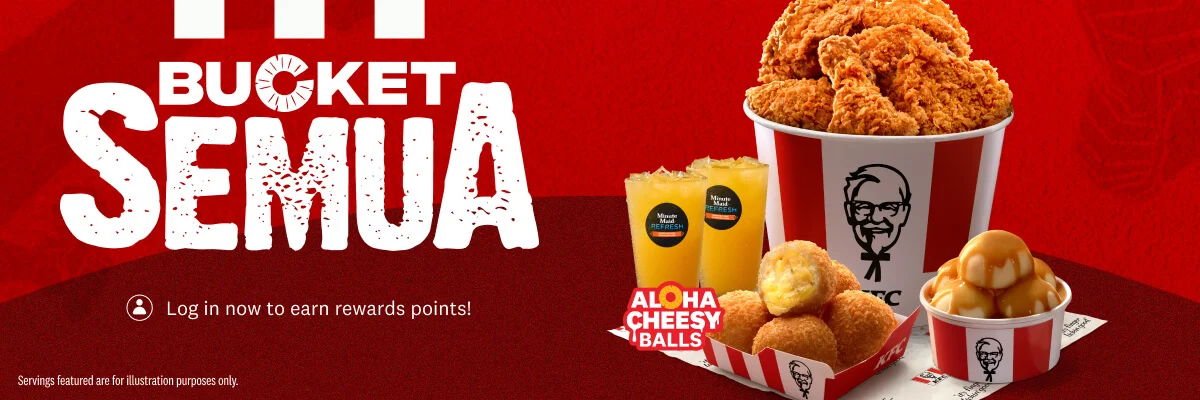 BUCKET
SEMUA
Log in now to earn rewards points!
Servings featured are for illustration purposes only.
Minute
Maid
REFRESH
Minute
Maid
REFRESH
ALOHA
CHEESY
BALLS
KFC
KFC